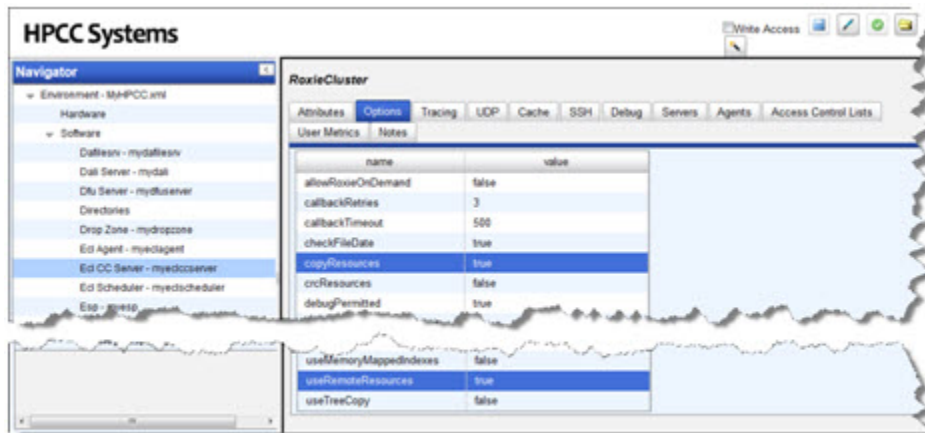 HPCC Systems
Write Access
Navigator
Environment - MyHPCC.xml
Hardware
Software
Dafilesrv - mydafilesrv
Dali Server - mydali
Dfu Server - mydfuserver
Directories
Drop Zone - mydropzone
Ecl Agent - myeclagent
Ecl CC Server - myeclccserver
Ecl Scheduler - myeclscheduler
Esp - myesp
RoxieCluster
Attributes Options Tracing UDP Cache SSH Debug Servers Agents Access Control Lists
User Metrics Notes
name value
allowRoxieOnDemand false
callbackRetries 3
callbackTimeout 500
checkFileDate true
copyResources true
crcResources false
debugPermitted true
useMemoryMappedIndexes false
useRemoteResources true
useTreeCopy false